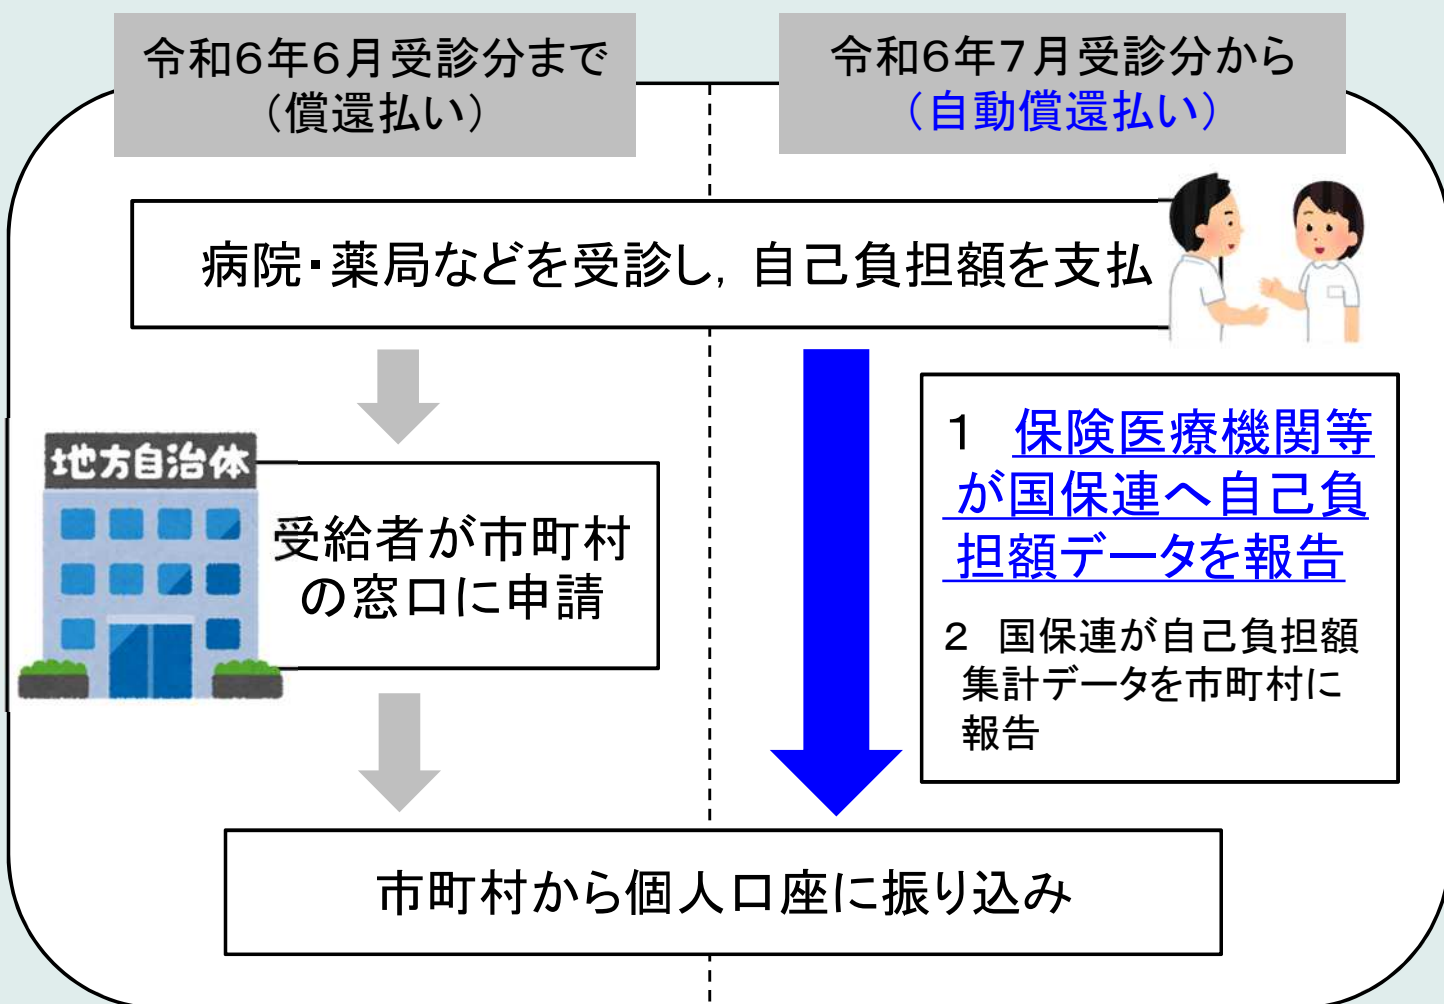 令和6年6月受診分まで
（償還払い）
令和6年7月受診分から
（自動償還払い）
病院・薬局などを受診し，自己負担額を支払
地方自治体
受給者が市町村
の窓口に申請
１　保険医療機関等
が国保連へ自己負
担額データを報告
２　国保連が自己負担額
集計データを市町村に
報告
市町村から個人口座に振り込み